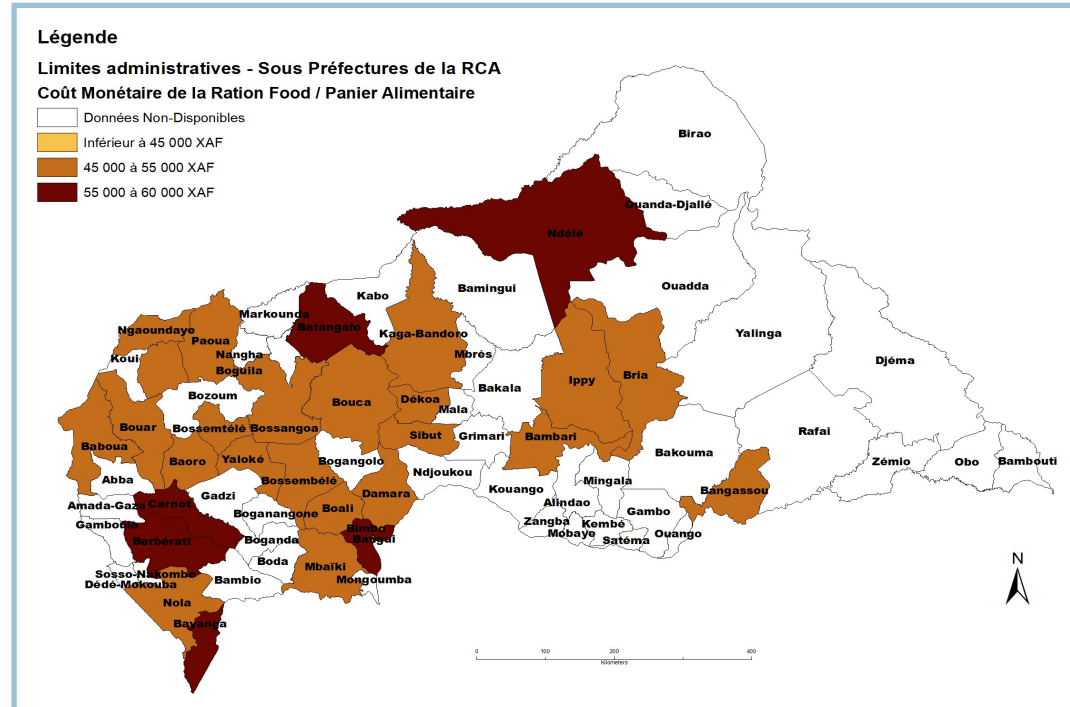 Légende
Limites administratives - Sous Préfectures de la RCA
Coût Monétaire de la Ration Food / Panier Alimentaire
Données Non-Disponibles
Inférieur à 45 000 XAF
45 000 à 55 000 XAF
55 000 à 60 000 XAF
Birao
Ouanda-Djallé
Ndélé
Ouadda
Bamingui
Kabo
Markounda
Batangafo
Kaga-Bandoro
Ngaoundaye
Paoua
Yalinga
Nangha
Boguila
Koui
Mbrès
Djéma
Bakala
Ippy
Bria
Bozoum
Bouca
Dékoa
Mala
Bouar
Bossemtélé
Bossangoa
Sibut
Grimari
Bambari
Rafai
Baboua
Baoro
Yaloké
Bogangolo
Bakouma
Zémio
Obo
Bambouti
Ndjoukou
Abba
Bossembélé
Mingala
Kouango
Bangassou
Damara
Gadzi
Amada-Gaza
Carnot
Alindao
Boganangone
Boali
Gambo
Gambodia
Zangba
Kembé
Bimbo
Mobaye
Ouango
Berbérati
Boganda
Bangui
Satéma
Boda
Mbaïki
Sosso-Nakombo
Bambio
Mongoumba
Dédé-Mokouba
Nola
Bayanga
N
0 100 200 400
Kilometers